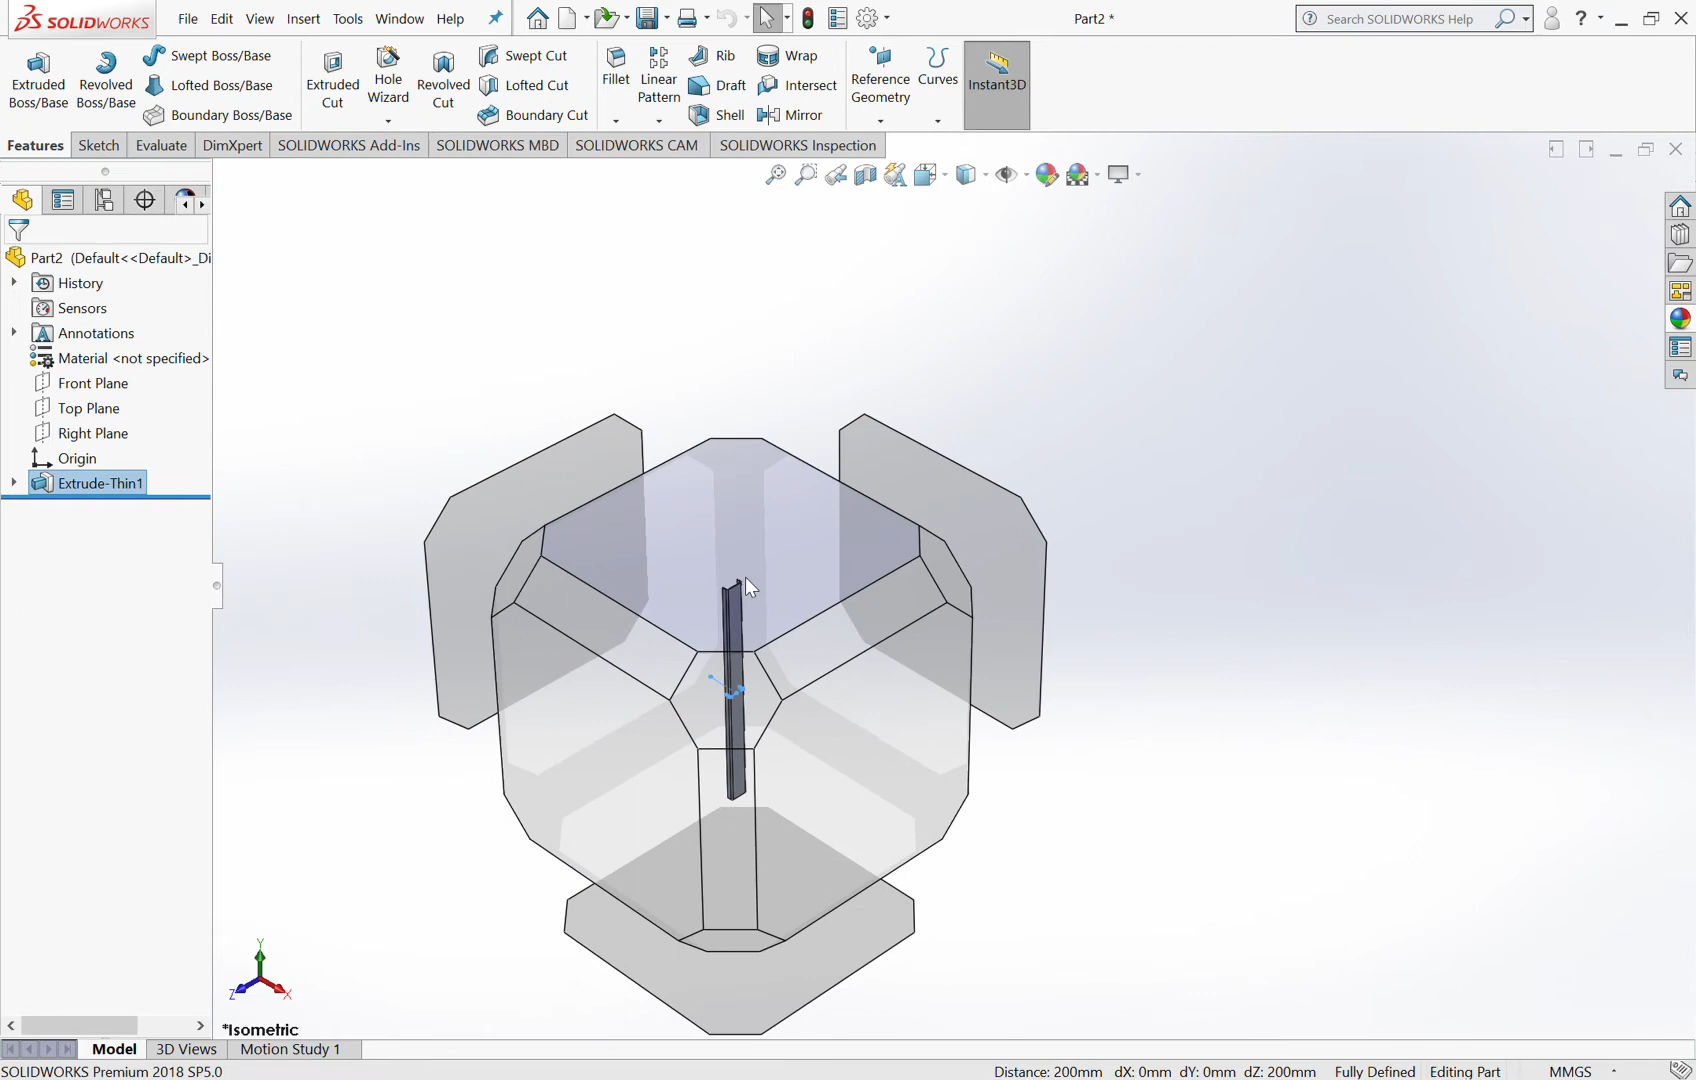 SOLIDWORKS
File Edit View Insert Tools Window Help
Part2 *
Search SOLIDWORKS Help
?
Extruded Boss/Base
Revolved Boss/Base
Swept Boss/Base
Lofted Boss/Base
Boundary Boss/Base
Extruded Cut
Hole Wizard
Revolved Cut
Swept Cut
Lofted Cut
Boundary Cut
Fillet
Linear Pattern
Rib
Draft
Shell
Wrap
Intersect
Mirror
Reference Geometry
Curves
Instant3D
Features Sketch Evaluate DimXpert SOLIDWORKS Add-Ins SOLIDWORKS MBD SOLIDWORKS CAM SOLIDWORKS Inspection
Part2 (Default<<Default>_Di
History
Sensors
Annotations
Material <not specified>
Front Plane
Top Plane
Right Plane
Origin
Extrude-Thin1
Y
Z
X
*Isometric
Model 3D Views Motion Study 1
SOLIDWORKS Premium 2018 SP5.0
Distance: 200mm dX: 0mm dY: 0mm dZ: 200mm Fully Defined Editing Part MMGS